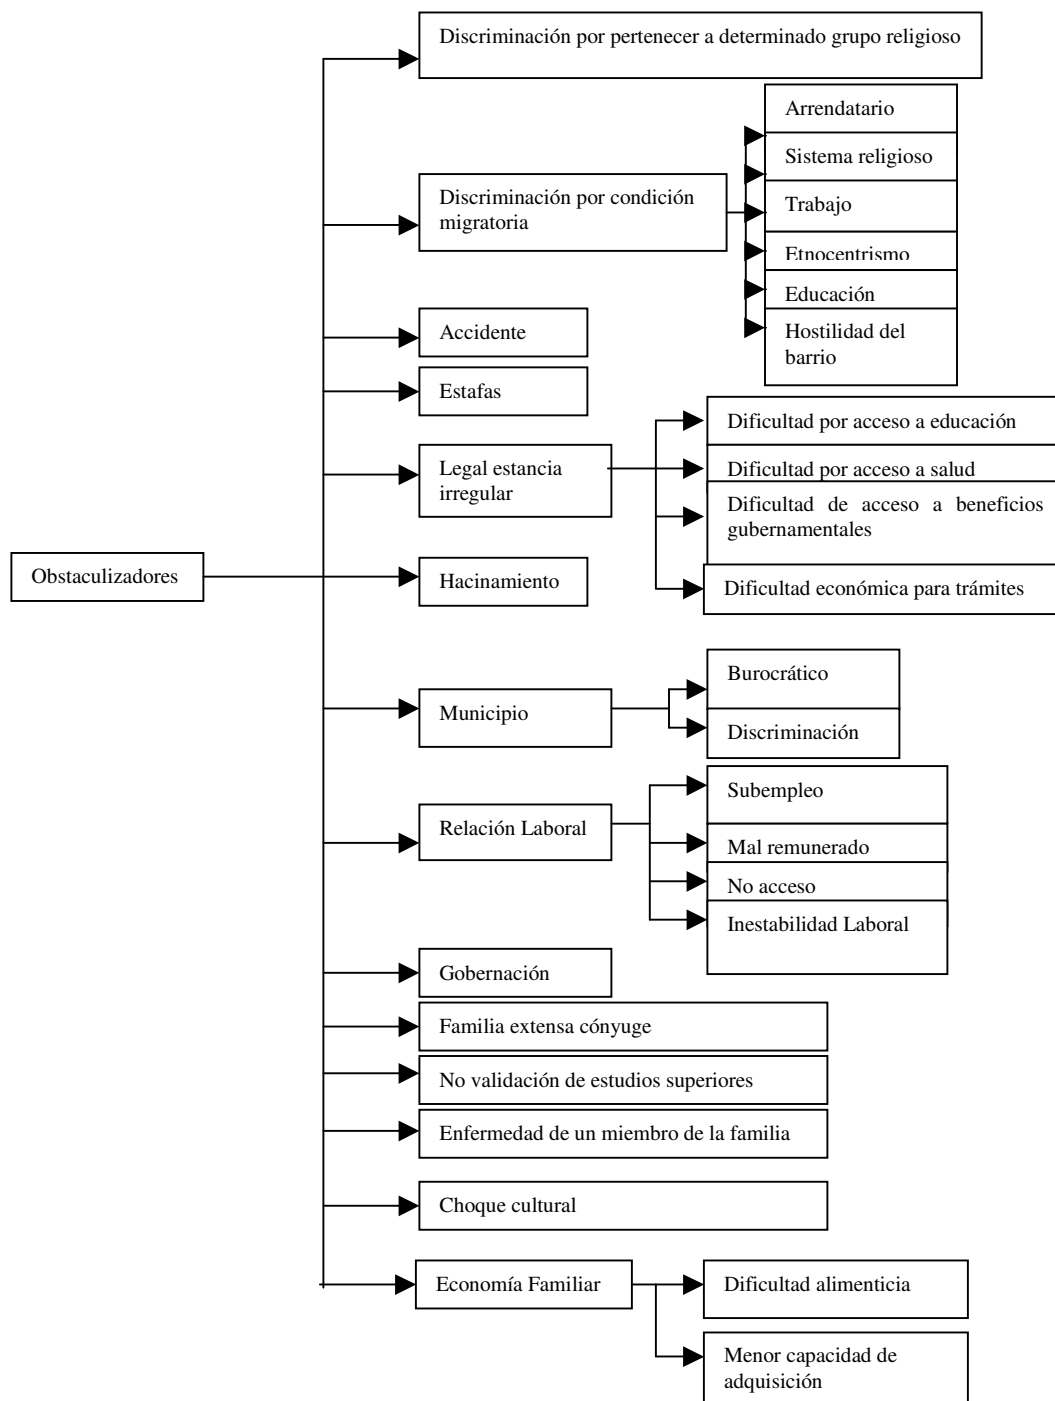 Discriminación por pertenecer a determinado grupo religioso
Arrendatario
Sistema religioso
Discriminación por condición
migratoria
Trabajo
Etnocentrismo
Educación
Hostilidad del
barrio
Accidente
Estafas
Legal estancia
irregular
Dificultad por acceso a educación
Dificultad por acceso a salud
Dificultad de acceso a beneficios
gubernamentales
Dificultad económica para trámites
Obstaculizadores
Hacinamiento
Municipio
Burocrático
Discriminación
Relación Laboral
Subempleo
Mal remunerado
No acceso
Inestabilidad Laboral
Gobernación
Familia extensa cónyuge
No validación de estudios superiores
Enfermedad de un miembro de la familia
Choque cultural
Economía Familiar
Dificultad alimenticia
Menor capacidad de
adquisición